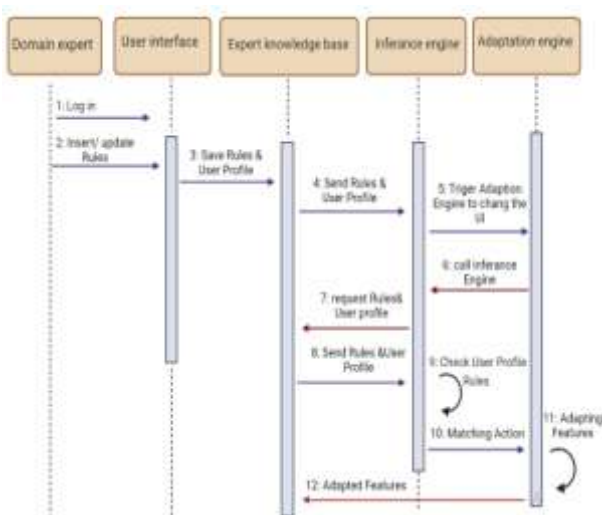 Domain expert
User interface
Expert knowledge base
Inferance engine
Adaptation engine
1: Log in
2: Insert/ update
Rules
3: Save Rules &
User Profile
4: Send Rules &
User Profile
5: Triger Adaption
Engine to chang the
UI
6: call inferance
Engine
7: request Rules&
User profile
8: Send Rules &User
Profile
9: Check User Profile
Rules
10: Matching Action
11: Adapting
Features
12: Adapted Features